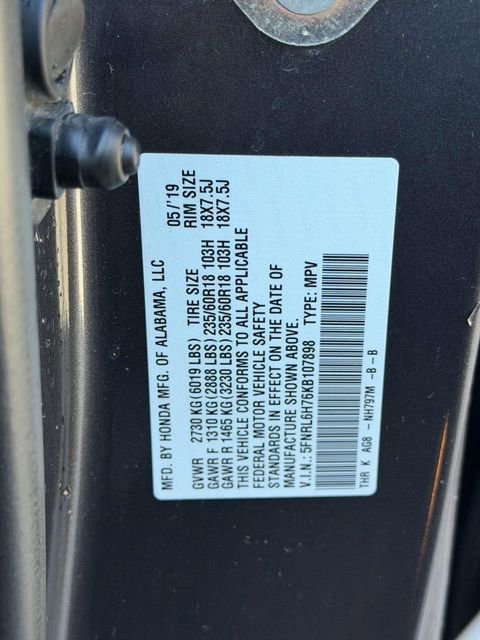 MFD. BY HONDA MFG. OF ALABAMA, LLC 05/'19
GVWR 2730 KG (6019 LBS) TIRE SIZE RIM SIZE
GAWR F 1310 KG (2888 LBS) 235/60R18 103H 18X7.5J
GAWR R 1465 KG (3230 LBS) 235/60R18 103H 18X7.5J
THIS VEHICLE CONFORMS TO ALL APPLICABLE
FEDERAL MOTOR VEHICLE SAFETY
STANDARDS IN EFFECT ON THE DATE OF
MANUFACTURE SHOWN ABOVE.
V.I.N.: 5FNRL6H76KB107898 TYPE: MPV
THR K AG8 - NH797M -B - B